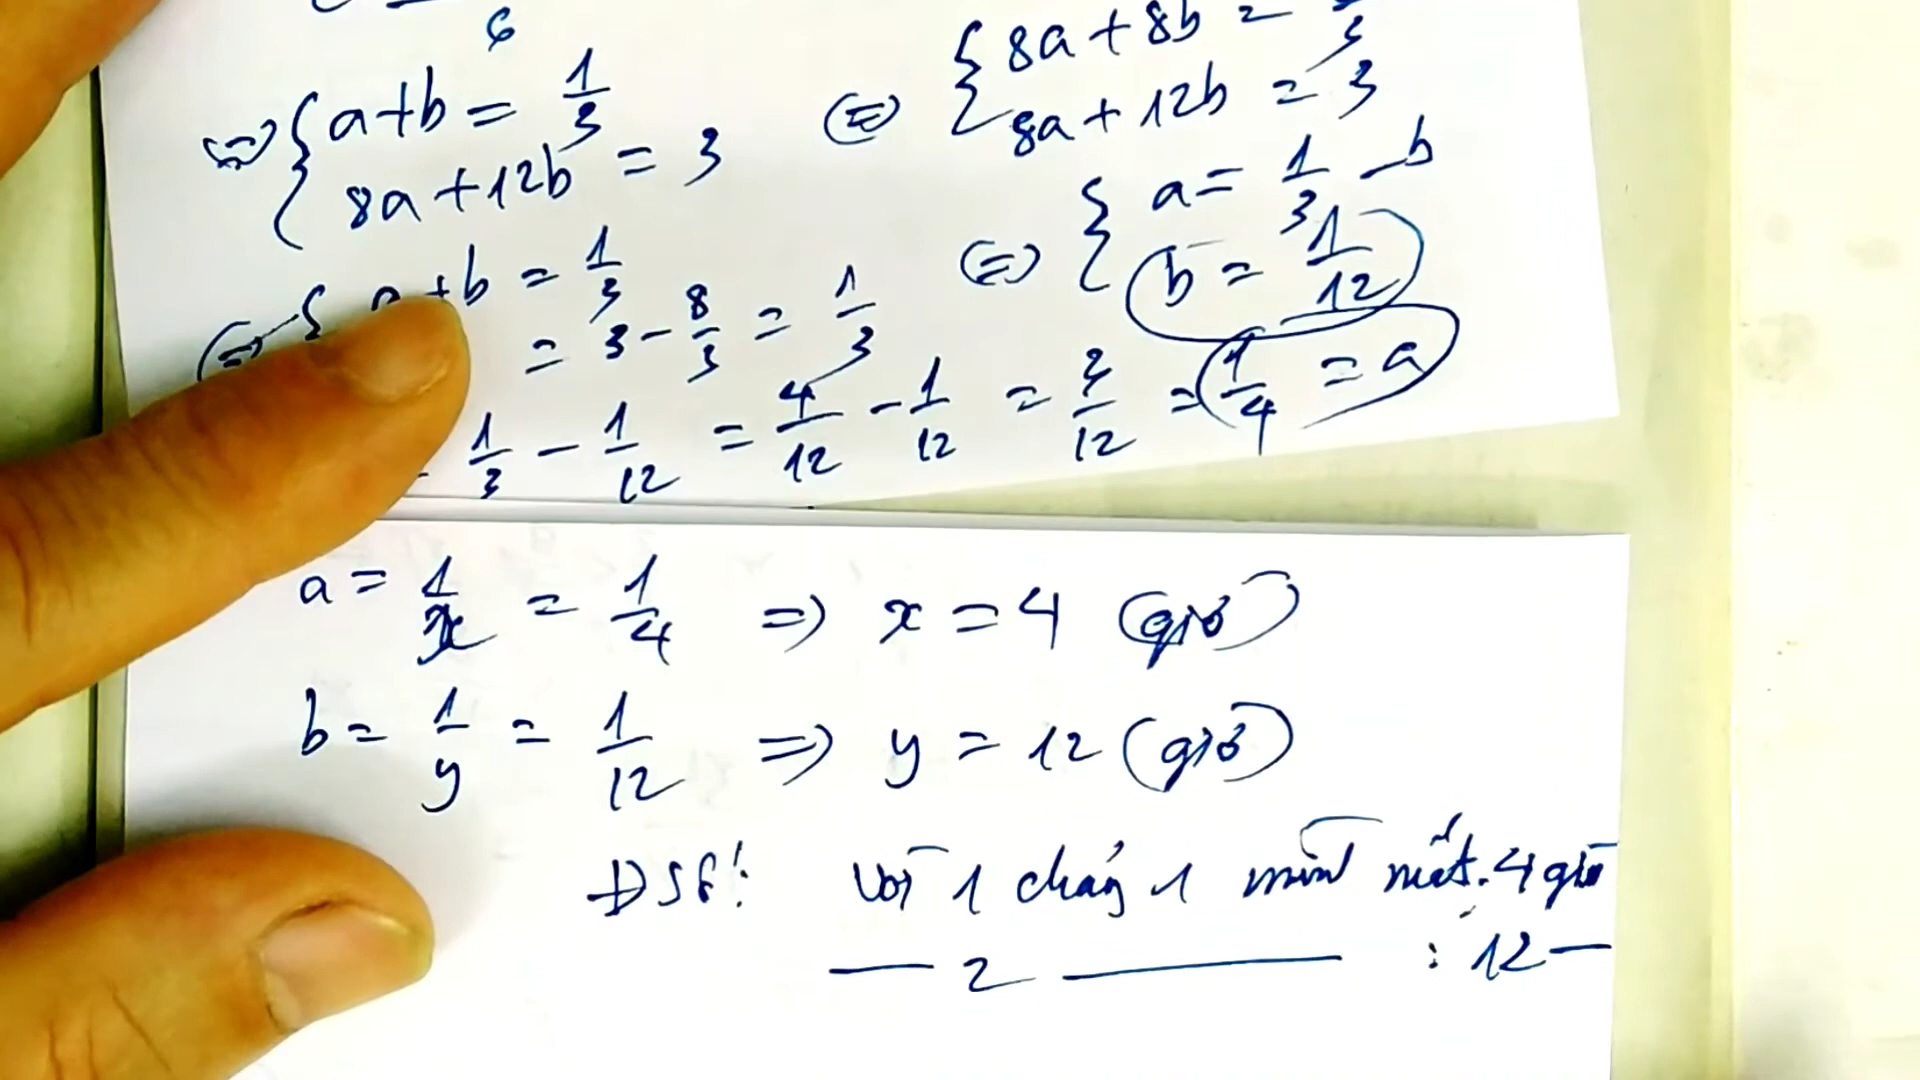 6
⇔ { a+b = 1/3
8a+12b = 3
⇔ { 8a+8b =
8a+12b = 3
⇔ { a+b = 1/3
= 3 - 8/3 = 1/3
⇔ { a = 1/3 - b
b = 1/12
1/3 - 1/12 = 4/12 - 1/12 = 3/12 = 1/4 = a
a = 1/x = 1/4 => x = 4 (giờ)
b = 1/y = 1/12 => y = 12 (giờ)
ĐS: Vòi 1 chảy 1 mình mất: 4 giờ
— 2 — : 12 —